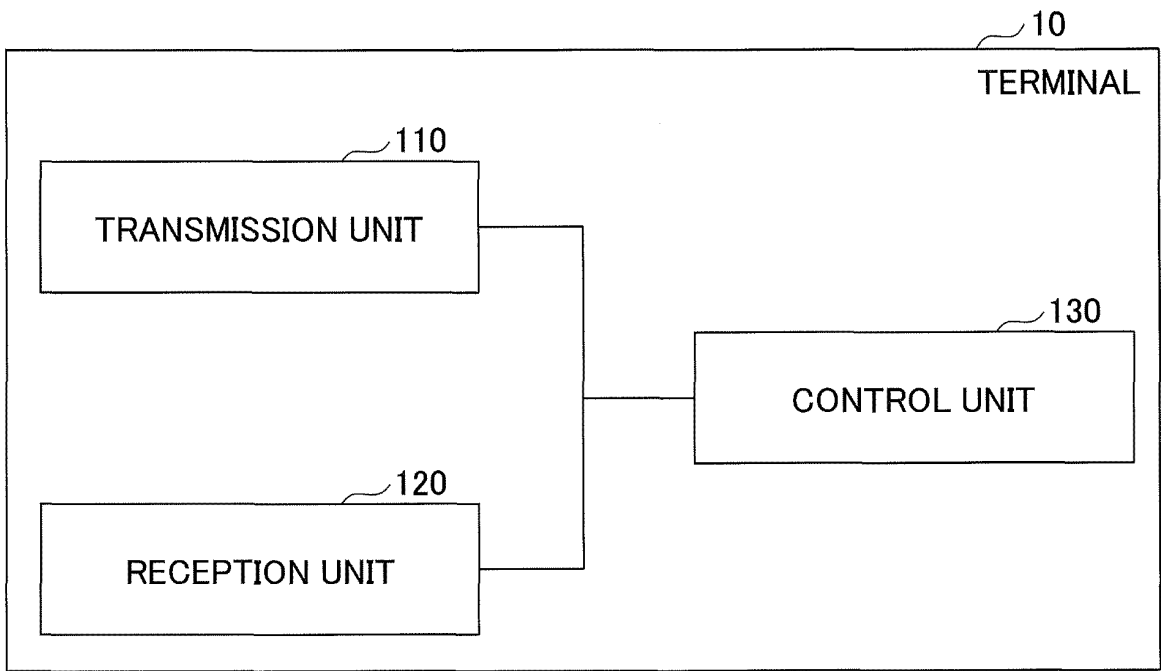 10
TERMINAL
110
TRANSMISSION UNIT
130
CONTROL UNIT
120
RECEPTION UNIT